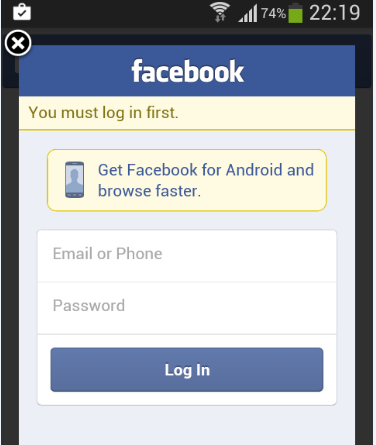 74% 22:19
facebook
You must log in first.
Get Facebook for Android and
browse faster.
Email or Phone
Password
Log In